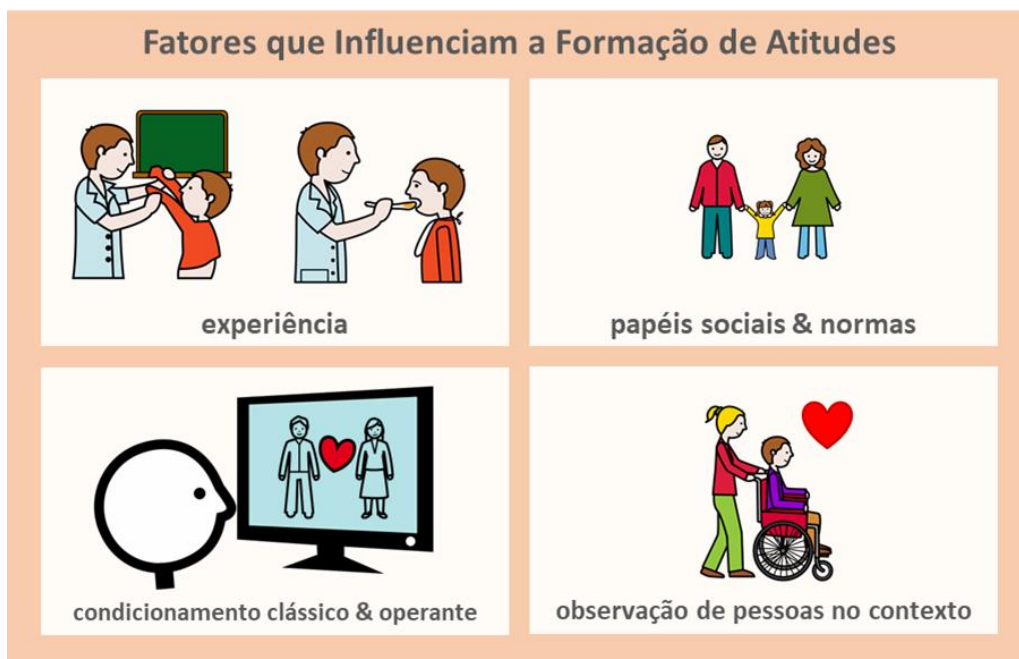 Fatores que Influenciam a Formação de Atitudes
experiência
papéis sociais & normas
condicionamento clássico & operante
observação de pessoas no contexto